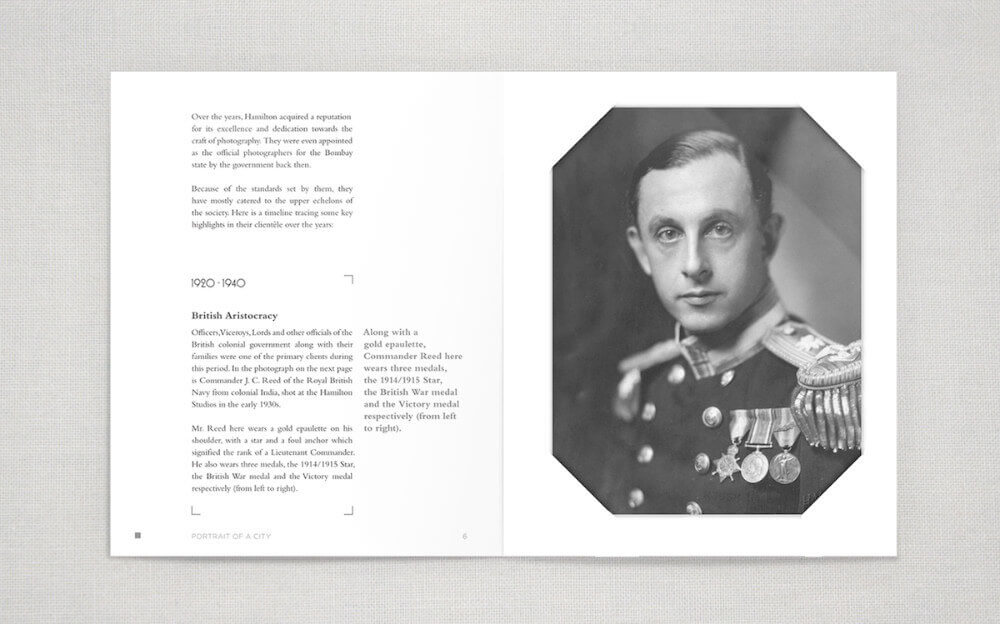 Over the years, Hamilton acquired a reputation
for its excellence and dedication towards the
craft of photography. They were even appointed
as the official photographers for the Bombay
state by the government back then.
Because of the standards set by them, they
have mostly catered to the upper echelons of
the society. Here is a timeline tracing some key
highlights in their clientèle over the years:
1920 - 1940
British Aristocracy
Officers,Viceroys, Lords and other officials of the
British colonial government along with their
families were one of the primary clients during
this period. In the photograph on the next page
is Commander J. C. Reed of the Royal British
Navy from colonial India, shot at the Hamilton
Studios in the early 1930s.
Mr. Reed here wears a gold epaulette on his
shoulder, with a star and a foul anchor which
signified the rank of a Lieutenant Commander.
He also wears three medals, the 1914/1915 Star,
the British War medal and the Victory medal
respectively (from left to right).
Along with a
gold epaulette,
Commander Reed here
wears three medals,
the 1914/1915 Star,
the British War medal
and the Victory medal
respectively (from left
to right).
PORTRAIT OF A CITY
6